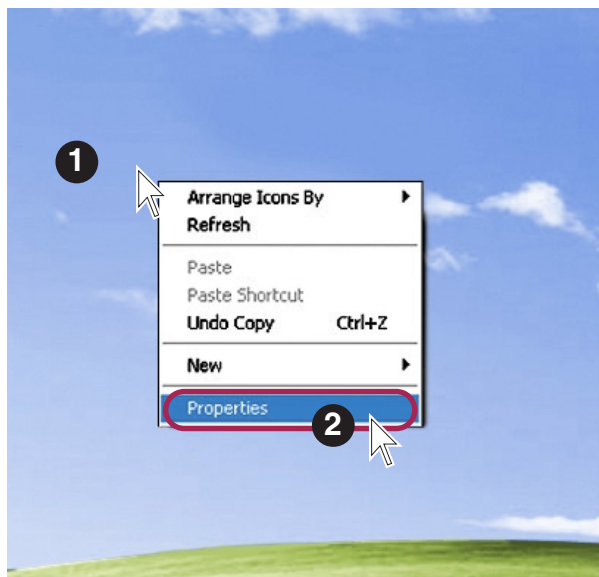 1
Arrange Icons By
Refresh
Paste
Paste Shortcut
Undo Copy Ctrl+Z
New
Properties
2